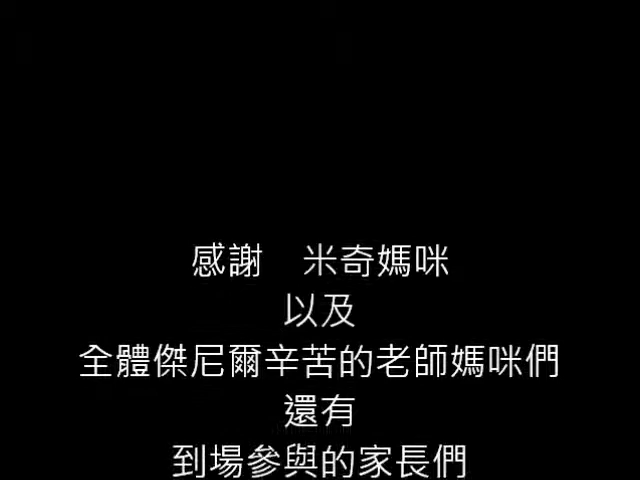 感謝　米奇媽咪
以及
全體傑尼爾辛苦的老師媽咪們
還有
到場參與的家長們